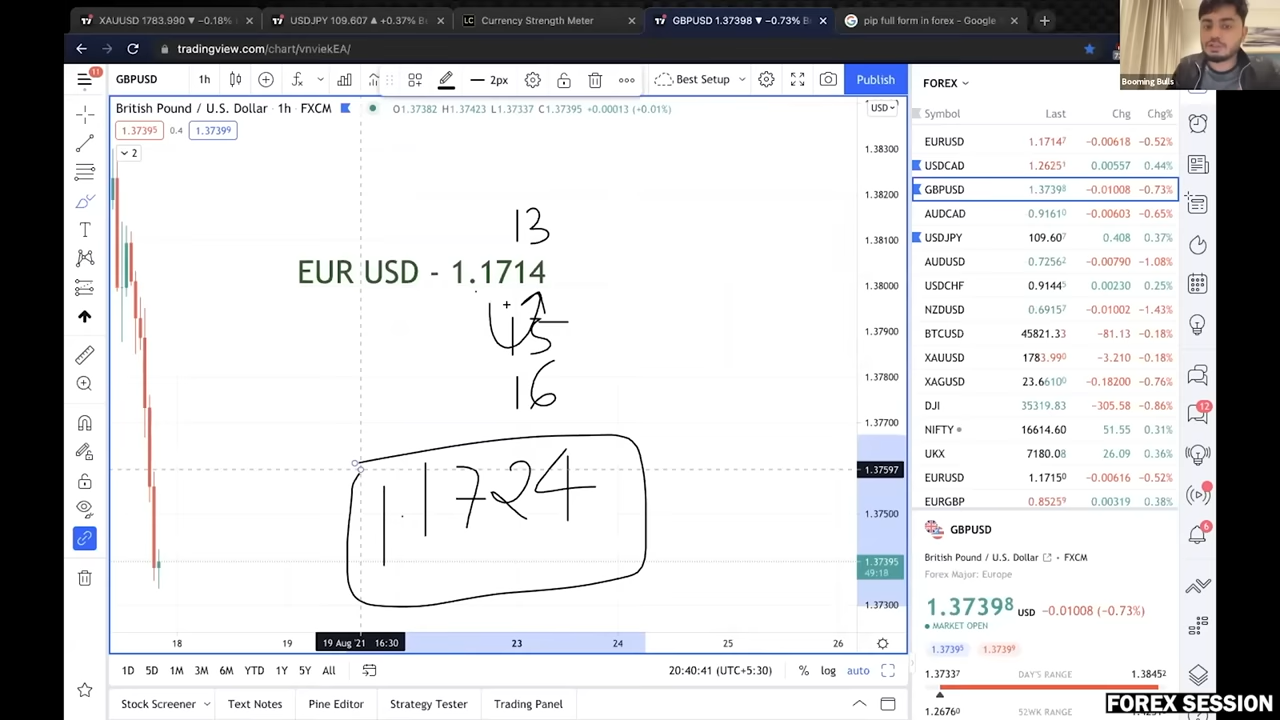 XAUUSD 1783.990 ▼ −0.18% 
USDJPY 109.607 ▲ +0.37% B
Currency Strength Meter
GBPUSD 1.37398 ▼ −0.73% 
pip full form in forex - Google
tradingview.com/chart/vnviekEA/
Booming Bulls
11
GBPUSD 1h
2px
Best Setup
Publish
FOREX
British Pound / U.S. Dollar · 1h · FXCM
O1.37382 H1.37423 L1.37337 C1.37395 +0.00013 (+0.01%)
USD
1.37395 0.4 1.37399
2
Symbol Last Chg Chg%
EURUSD 1.17147 −0.00618 −0.52%
USDCAD 1.26251 0.00557 0.44%
GBPUSD 1.37398 −0.01008 −0.73%
AUDCAD 0.91610 −0.00603 −0.65%
USDJPY 109.607 0.408 0.37%
AUDUSD 0.72562 −0.00790 −1.08%
USDCHF 0.91445 0.00230 0.25%
NZDUSD 0.69157 −0.01002 −1.43%
BTCUSD 45821.33 −81.13 −0.18%
XAUUSD 1783.990 −3.210 −0.18%
XAGUSD 23.6610 −0.18200 −0.76%
DJI 35319.83 −305.58 −0.86%
NIFTY 16614.60 51.55 0.31%
UKX 7180.08 26.09 0.36%
EURUSD 1.17150 −0.00616 −0.52%
EURGBP 0.85259 0.00319 0.38%
12
6
1.38300
1.38200
1.38100
1.38000
1.37900
1.37800
1.37700
1.37597
1.37500
1.37395
49:18
1.37300
13
EUR USD - 1.1714
15
16
1.1724
GBPUSD
British Pound / U.S. Dollar • FXCM
Forex Major: Europe
1.37398 USD −0.01008 (−0.73%)
MARKET OPEN
1.37395 1.37399
1.37337 DAY'S RANGE 1.38452
1.26760 52WK RANGE
18 19 19 Aug '21 16:30 23 24 25 26
1D 5D 1M 3M 6M YTD 1Y 5Y All
20:40:41 (UTC+5:30) % log auto
Stock Screener Text Notes Pine Editor Strategy Tester Trading Panel
FOREX SESSION